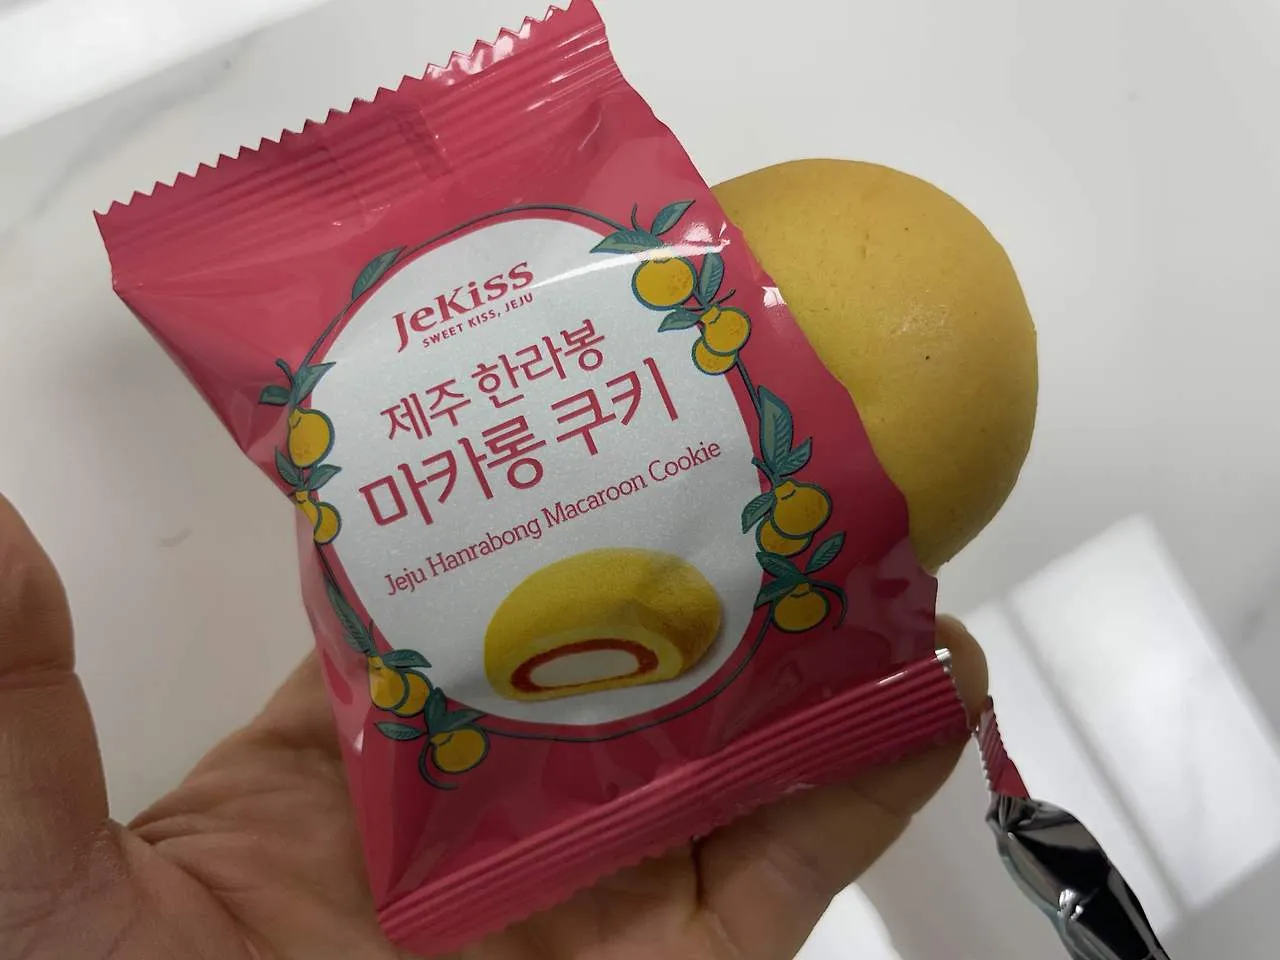 JeKiss
SWEET KISS, JEJU
제주 한라봉
마카롱 쿠키
Jeju Hanrabong Macaroon Cookie